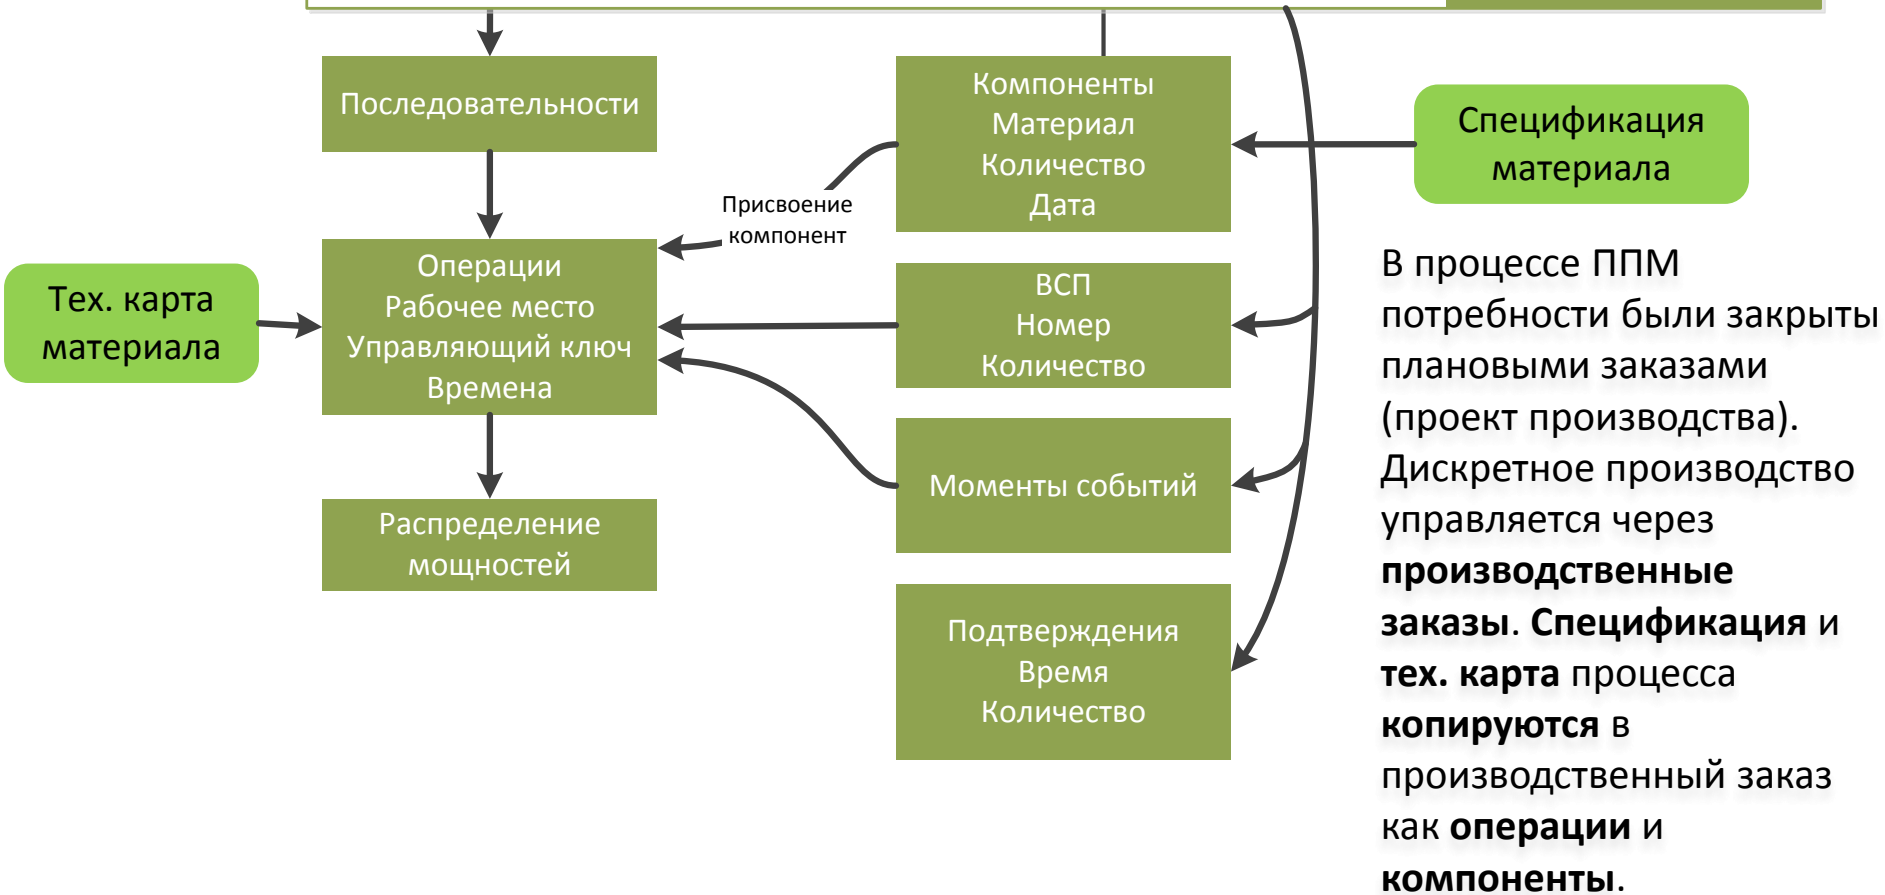 Последовательности
Компоненты
Материал
Количество
Дата
Спецификация
материала
Присвоение
компонент
Тех. карта
материала
Операции
Рабочее место
Управляющий ключ
Времена
ВСП
Номер
Количество
Моменты событий
Распределение
мощностей
Подтверждения
Время
Количество
В процессе ППМ
потребности были закрыты
плановыми заказами
(проект производства).
Дискретное производство
управляется через
производственные
заказы. Спецификация и
тех. карта процесса
копируются в
производственный заказ
как операции и
компоненты.